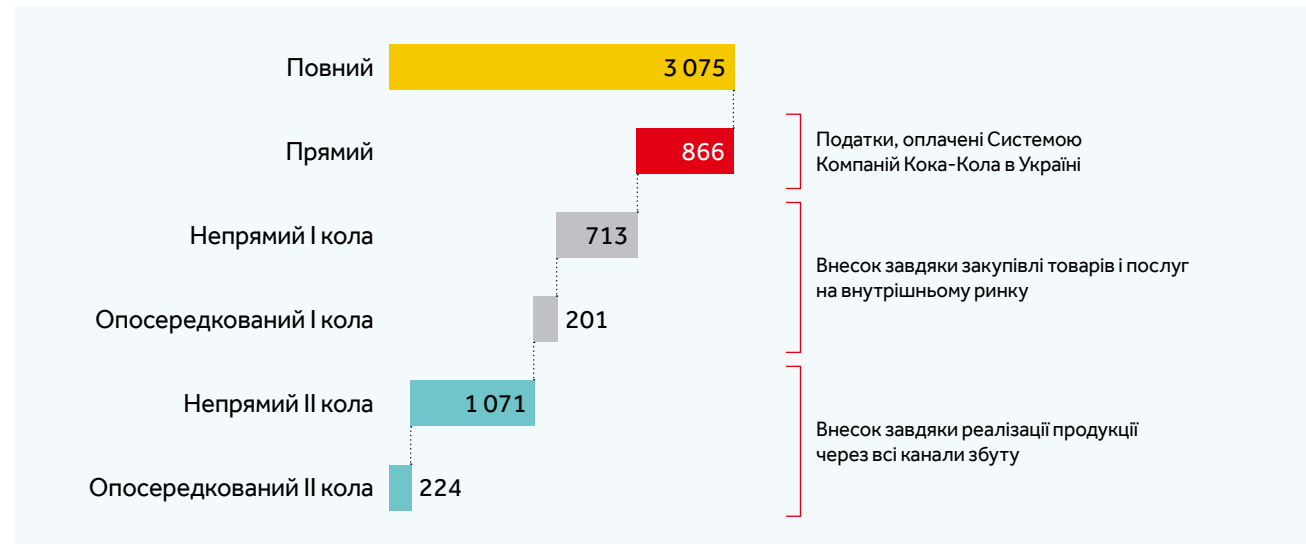 Повний
3 075
Прямий
866
Податки, оплачені Системою
Компаній Кока-Кола в Україні
Непрямий I кола
713
Опосередкований I кола
201
Внесок завдяки закупівлі товарів і послуг
на внутрішньому ринку
Непрямий II кола
1 071
Опосередкований II кола
224
Внесок завдяки реалізації продукції
через всі канали збуту